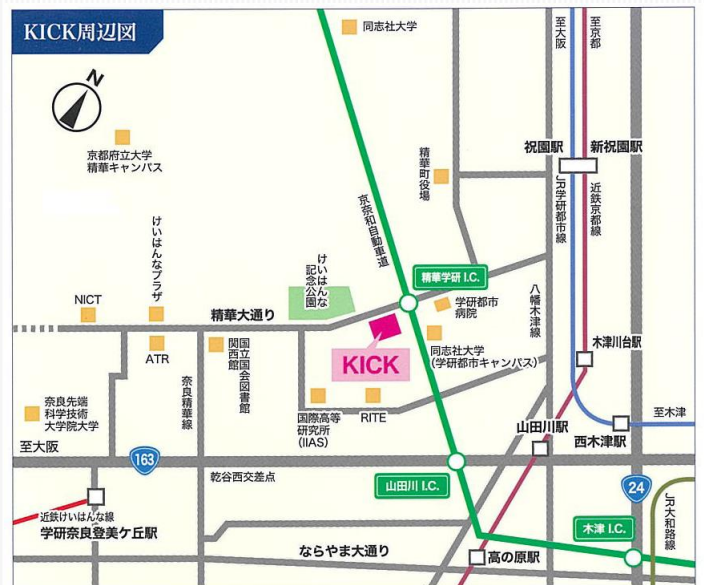 KICK周辺図
N
同志社大学
至大阪
至京都
京都府立大学
精華キャンパス
精華町役場
祝園駅
新祝園駅
JR学研都市線
近鉄京都線
京奈和自動車道
けいはんなプラザ
けいはんな
記念公園
精華学研 I.C.
NICT
精華大通り
学研都市
病院
八幡木津線
ATR
国立国会図書館
関西館
KICK
同志社大学
(学研都市キャンパス)
木津川台駅
奈良先端
科学技術
大学院大学
奈良精華線
国際高等
研究所
(IIAS)
RITE
至木津
山田川駅
西木津駅
至大阪
163
乾谷西交差点
山田川 I.C.
24
近鉄けいはんな線
学研奈良登美ケ丘駅
ならやま大通り
高の原駅
木津 I.C.
JR大和路線